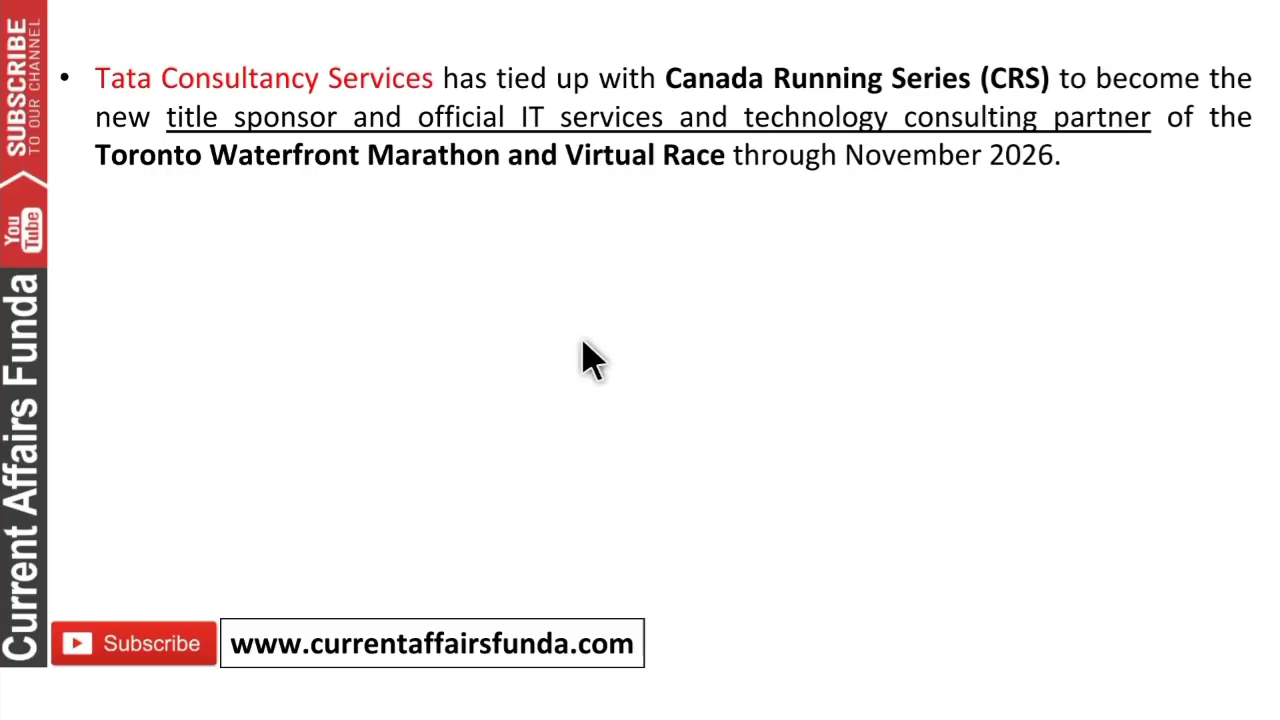 SUBSCRIBE
TO OUR CHANNEL
You
Tube
Current Affairs Funda
• Tata Consultancy Services has tied up with Canada Running Series (CRS) to become the
new title sponsor and official IT services and technology consulting partner of the
Toronto Waterfront Marathon and Virtual Race through November 2026.
Subscribe
www.currentaffairsfunda.com